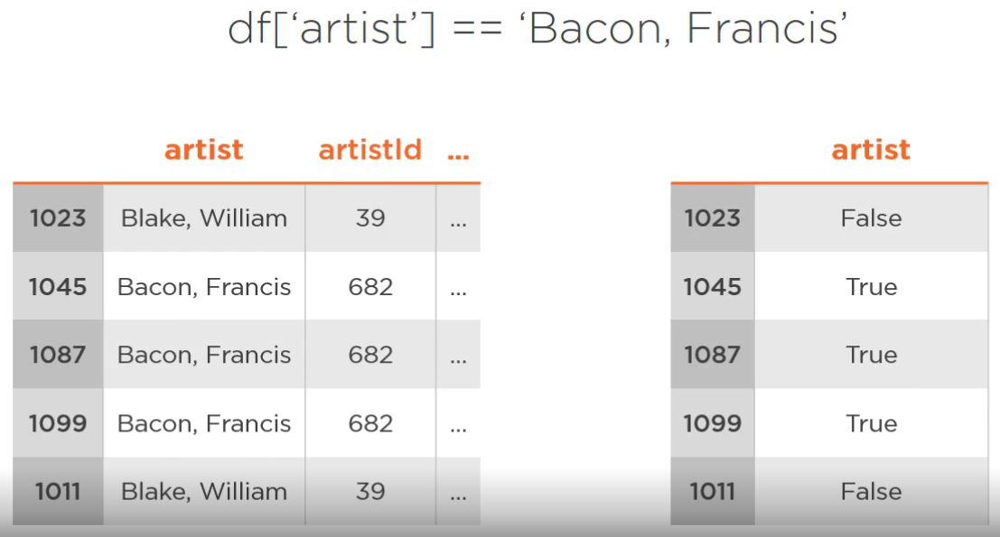 df[‘artist’] == ‘Bacon, Francis’
artist artistId ...
1023 Blake, William 39 ...
1045 Bacon, Francis 682 ...
1087 Bacon, Francis 682 ...
1099 Bacon, Francis 682 ...
1011 Blake, William 39 ...
artist
1023 False
1045 True
1087 True
1099 True
1011 False